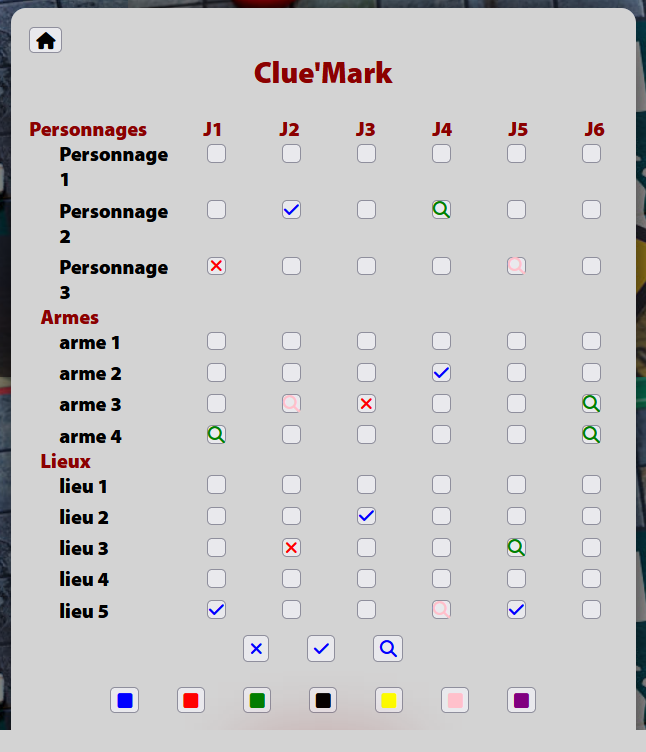 Clue'Mark
Personnages J1 J2 J3 J4 J5 J6
Personnage
1
Personnage
2
Personnage
3
Armes
arme 1
arme 2
arme 3
arme 4
Lieux
lieu 1
lieu 2
lieu 3
lieu 4
lieu 5